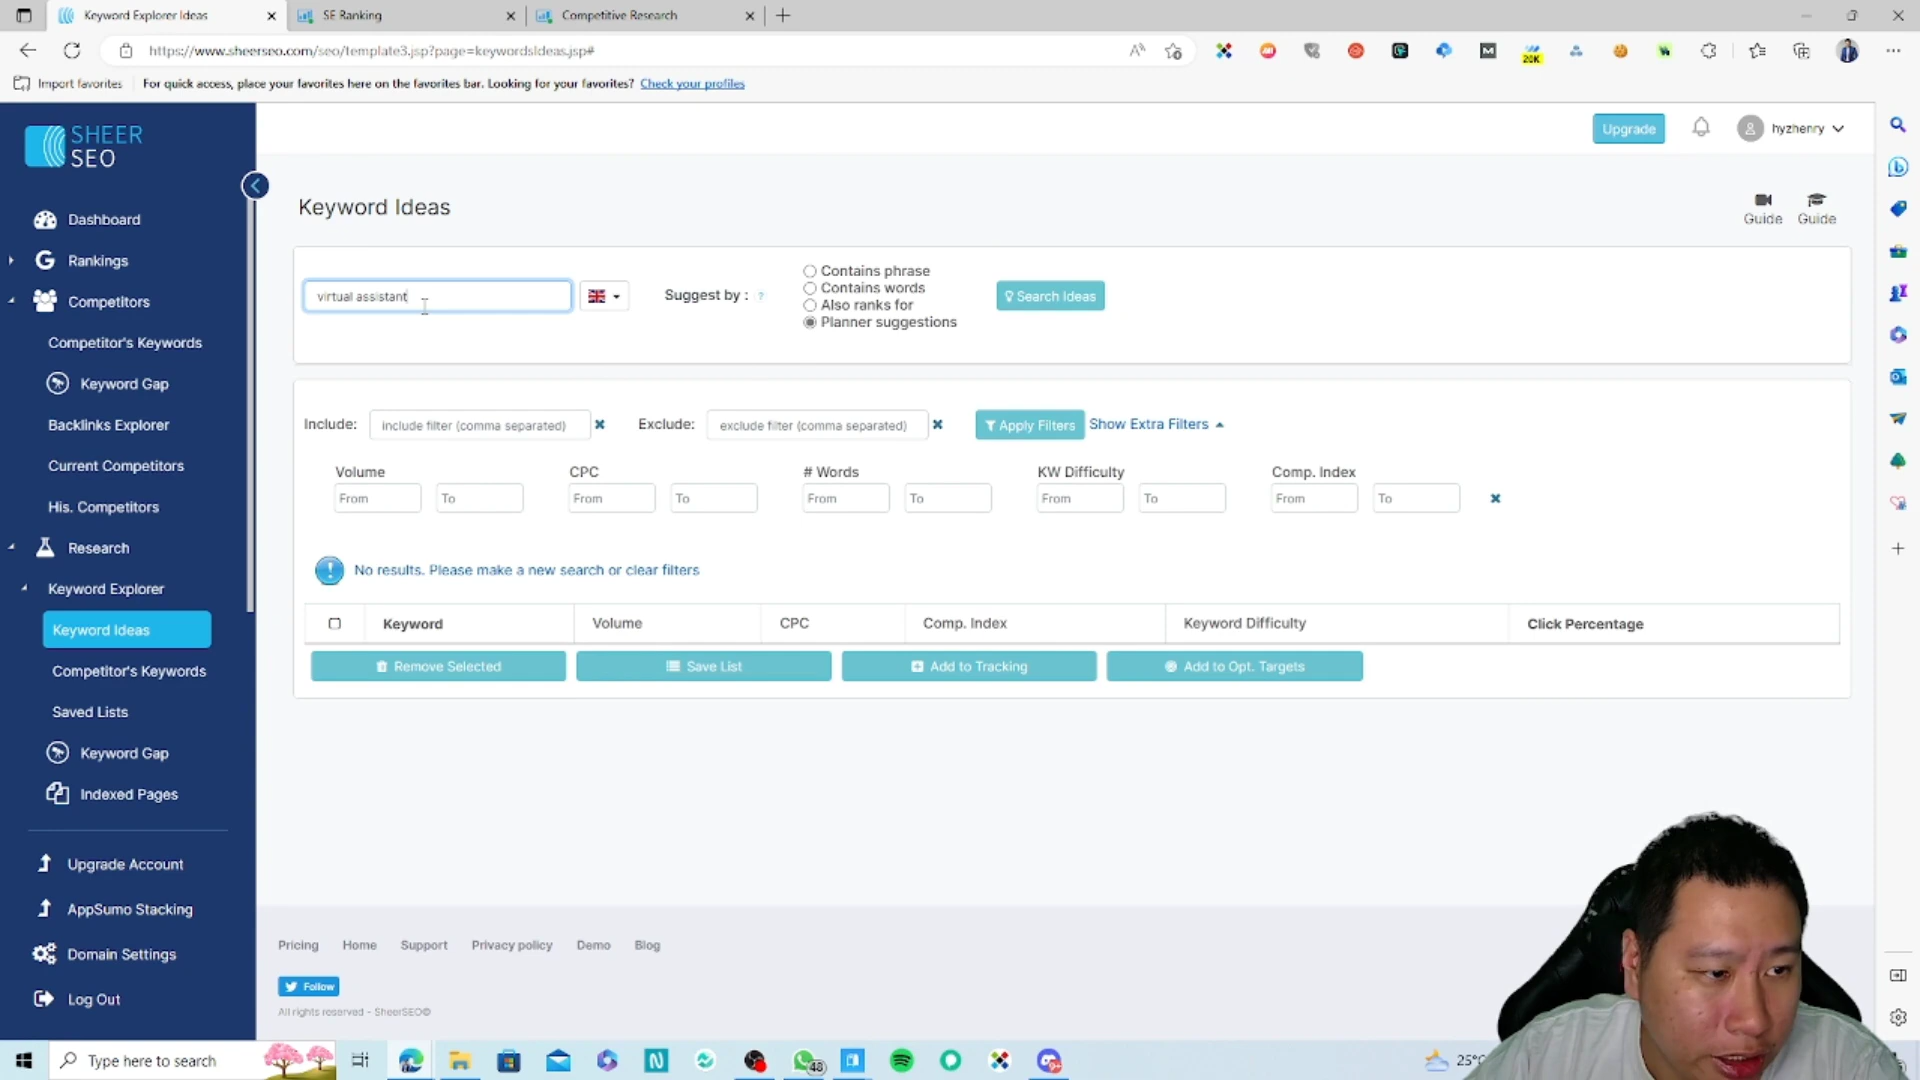 Keyword Explorer Ideas
SE Ranking
Competitive Research
https://www.sheerseo.com/seo/template3.jsp?page=keywordsIdeas.jsp#
20K
Import favorites
For quick access, place your favorites here on the favorites bar. Looking for your favorites? Check your profiles
SHEER
SEO
Upgrade
hyzhenry
Dashboard
Rankings
Competitors
Competitor's Keywords
Keyword Gap
Backlinks Explorer
Current Competitors
His. Competitors
Research
Keyword Explorer
Keyword Ideas
Competitor's Keywords
Saved Lists
Keyword Gap
Indexed Pages
Upgrade Account
AppSumo Stacking
Domain Settings
Log Out
Keyword Ideas
Guide Guide
virtual assistant
Suggest by : ?
Contains phrase
Contains words
Also ranks for
Planner suggestions
Search Ideas
Include: include filter (comma separated) Exclude: exclude filter (comma separated) Apply Filters Show Extra Filters
Volume CPC # Words KW Difficulty Comp. Index
From To From To From To From To From To
No results. Please make a new search or clear filters
Keyword Volume CPC Comp. Index Keyword Difficulty Click Percentage
Remove Selected Save List Add to Tracking Add to Opt. Targets
Pricing Home Support Privacy policy Demo Blog
Follow
All rights reserved - SheerSEO©
Type here to search
48
25°C